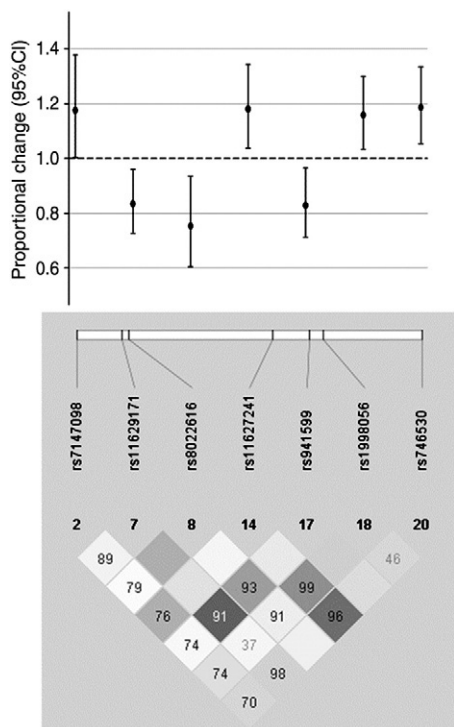 Proportional change (95%CI)
1.4
1.2
1.0
0.8
0.6
rs7147098
rs11629171
rs8022616
rs11627241
rs941599
rs1998056
rs746530
2 7 8 14 17 18 20
89 46
79 93 99
76 91 91 96
74 37
74 98
70